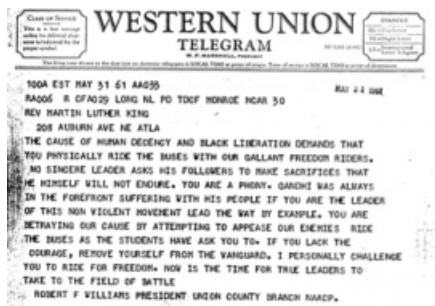 CLASS OF SERVICE
WESTERN UNION
TELEGRAM
W. P. MARSHALL, PRESIDENT
SYMBOLS
100A EST MAY 31 61 AA033
RA006 R CFA029 LONG NL PD TDCF MONROE NCAR 30
MAY 31 1961
REV MARTIN LUTHER KING
208 AUBURN AVE NE ATLA
THE CAUSE OF HUMAN DECENCY AND BLACK LIBERATION DEMANDS THAT
YOU PHYSICALLY RIDE THE BUSES WITH OUR GALLANT FREEDOM RIDERS.
NO SINCERE LEADER ASKS HIS FOLLOWERS TO MAKE SACRIFICES THAT
HE HIMSELF WILL NOT ENDURE. YOU ARE A PHONY. GANDHI WAS ALWAYS
IN THE FOREFRONT SUFFERING WITH HIS PEOPLE IF YOU ARE THE LEADER
OF THIS NON VIOLENT MOVEMENT LEAD THE WAY BY EXAMPLE. YOU ARE
BETRAYING OUR CAUSE BY ATTEMPTING TO APPEASE OUR ENEMIES RIDE
THE BUSES AS THE STUDENTS HAVE ASK YOU TO. IF YOU LACK THE
COURAGE, REMOVE YOURSELF FROM THE VANGUARD. I PERSONALLY CHALLENGE
YOU TO RIDE FOR FREEDOM. NOW IS THE TIME FOR TRUE LEADERS TO
TAKE TO THE FIELD OF BATTLE
ROBERT F WILLIAMS PRESIDENT UNION COUNTY BRANCH NAACP.